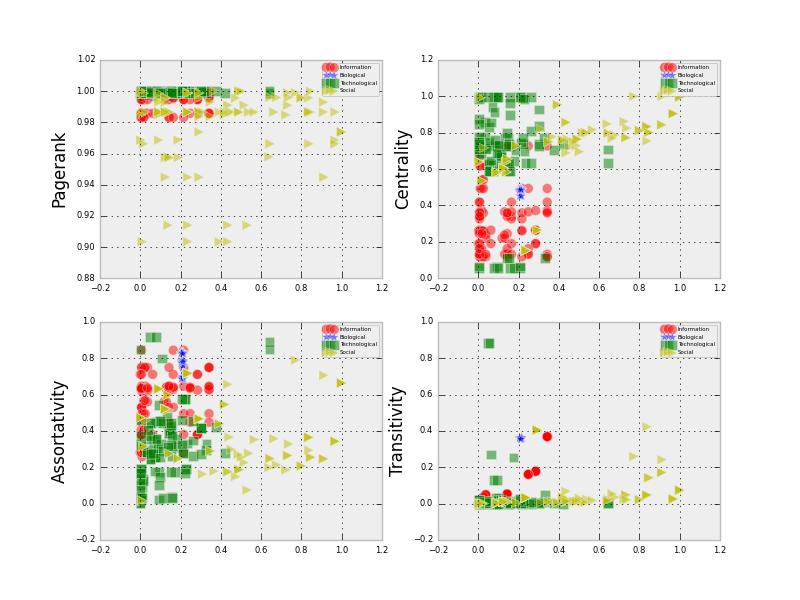 1.02
1.00
0.98
0.96
0.94
0.92
0.90
0.88
Pagerank
−0.2 0.0 0.2 0.4 0.6 0.8 1.0 1.2
Information
Biological
Technological
Social
1.2
1.0
0.8
0.6
0.4
0.2
0.0
Centrality
−0.2 0.0 0.2 0.4 0.6 0.8 1.0 1.2
Information
Biological
Technological
Social
1.0
0.8
0.6
0.4
0.2
0.0
−0.2
Assortativity
−0.2 0.0 0.2 0.4 0.6 0.8 1.0 1.2
Information
Biological
Technological
Social
1.0
0.8
0.6
0.4
0.2
0.0
−0.2
Transitivity
−0.2 0.0 0.2 0.4 0.6 0.8 1.0 1.2
Information
Biological
Technological
Social